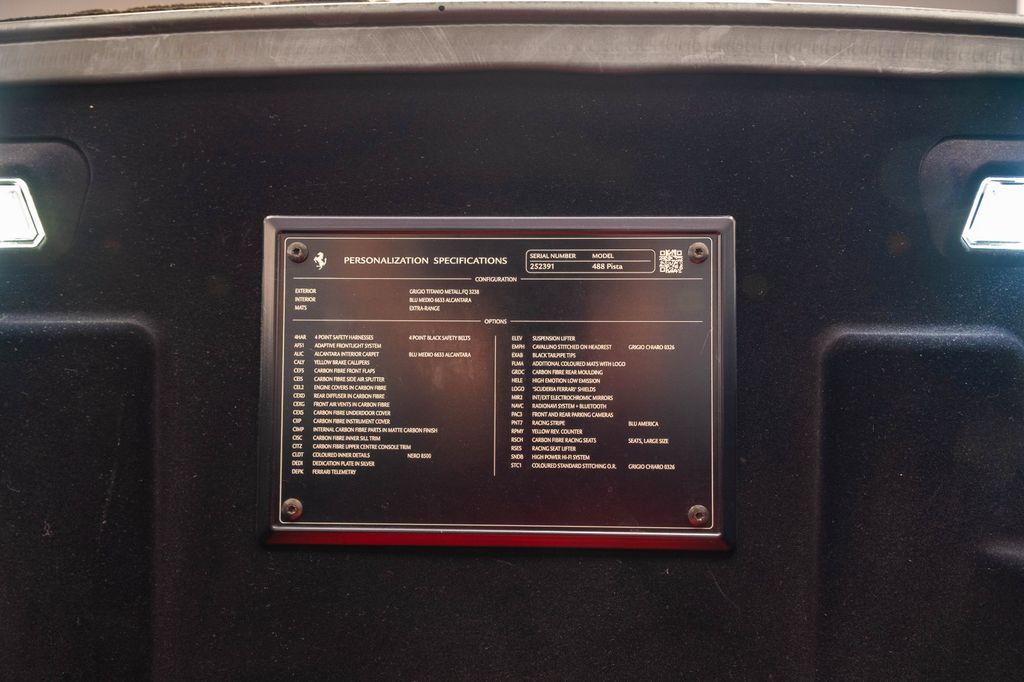 PERSONALIZATION SPECIFICATIONS
SERIAL NUMBER MODEL
252391 488 Pista
CONFIGURATION
EXTERIOR GRIGIO TITANIO METALL.FQ 3238
INTERIOR BLU MEDIO 6633 ALCANTARA
MATS EXTRA-RANGE
OPTIONS
4HAR 4 POINT SAFETY HARNESSES 4 POINT BLACK SAFETY BELTS
AFS1 ADAPTIVE FRONTLIGHT SYSTEM
ALIC ALCANTARA INTERIOR CARPET BLU MEDIO 6633 ALCANTARA
CALY YELLOW BRAKE CALLIPERS
CEFS CARBON FIBRE FRONT FLAPS
CEIS CARBON FIBRE SIDE AIR SPLITTER
CEL2 ENGINE COVERS IN CARBON FIBRE
CEXD REAR DIFFUSER IN CARBON FIBRE
CEXG FRONT AIR VENTS IN CARBON FIBRE
CEXS CARBON FIBRE UNDERDOOR COVER
CIIP CARBON FIBRE INSTRUMENT COVER
CIMP INTERNAL CARBON FIBRE PARTS IN MATTE CARBON FINISH
CISC CARBON FIBRE INNER SILL TRIM
CITZ CARBON FIBRE UPPER CENTRE CONSOLE TRIM
CLDT COLOURED INNER DETAILS NERO 8500
DEDI DEDICATION PLATE IN SILVER
DEPK FERRARI TELEMETRY
ELEV SUSPENSION LIFTER
EMPH CAVALLINO STITCHED ON HEADREST GRIGIO CHIARO 0326
EXAB BLACK TAILPIPE TIPS
FLMA ADDITIONAL COLOURED MATS WITH LOGO
GRDC CARBON FIBRE REAR MOULDING
HELE HIGH EMOTION LOW EMISSION
LOGO "SCUDERIA FERRARI" SHIELDS
MIR2 INT/EXT ELECTROCHROMIC MIRRORS
NAVC RADIONAVI SYSTEM + BLUETOOTH
PAC3 FRONT AND REAR PARKING CAMERAS
PNT7 RACING STRIPE BLU AMERICA
RPMY YELLOW REV. COUNTER
RSCH CARBON FIBRE RACING SEATS SEATS, LARGE SIZE
RSES RACING SEAT LIFTER
SNDB HIGH POWER HI-FI SYSTEM
STC1 COLOURED STANDARD STITCHING O.R. GRIGIO CHIARO 0326